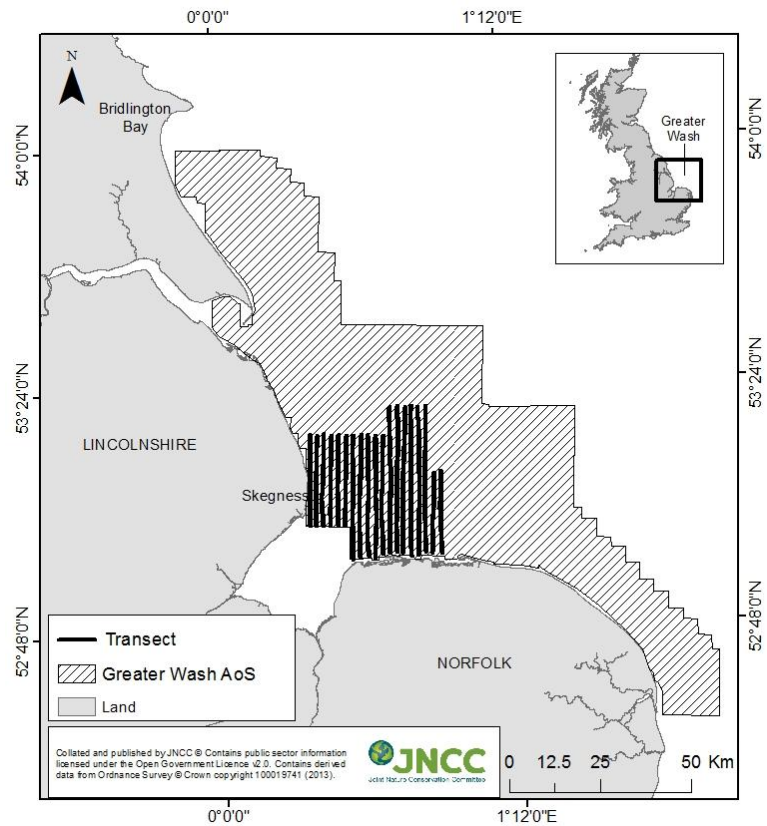 0°0'0"
1°12'0"E
N
Bridlington
Bay
Greater
Wash
54°0'0"N
54°0'0"N
53°24'0"N
53°24'0"N
LINCOLNSHIRE
Skegness
52°48'0"N
52°48'0"N
Transect
Greater Wash AoS
Land
NORFOLK
Collated and published by JNCC © Contains public sector information
licensed under the Open Government Licence v2.0. Contains derived
data from Ordnance Survey © Crown copyright 100019741 (2013).
JNCC
Joint Nature Conservation Committee
0 12.5 25 50 Km
0°0'0"
1°12'0"E